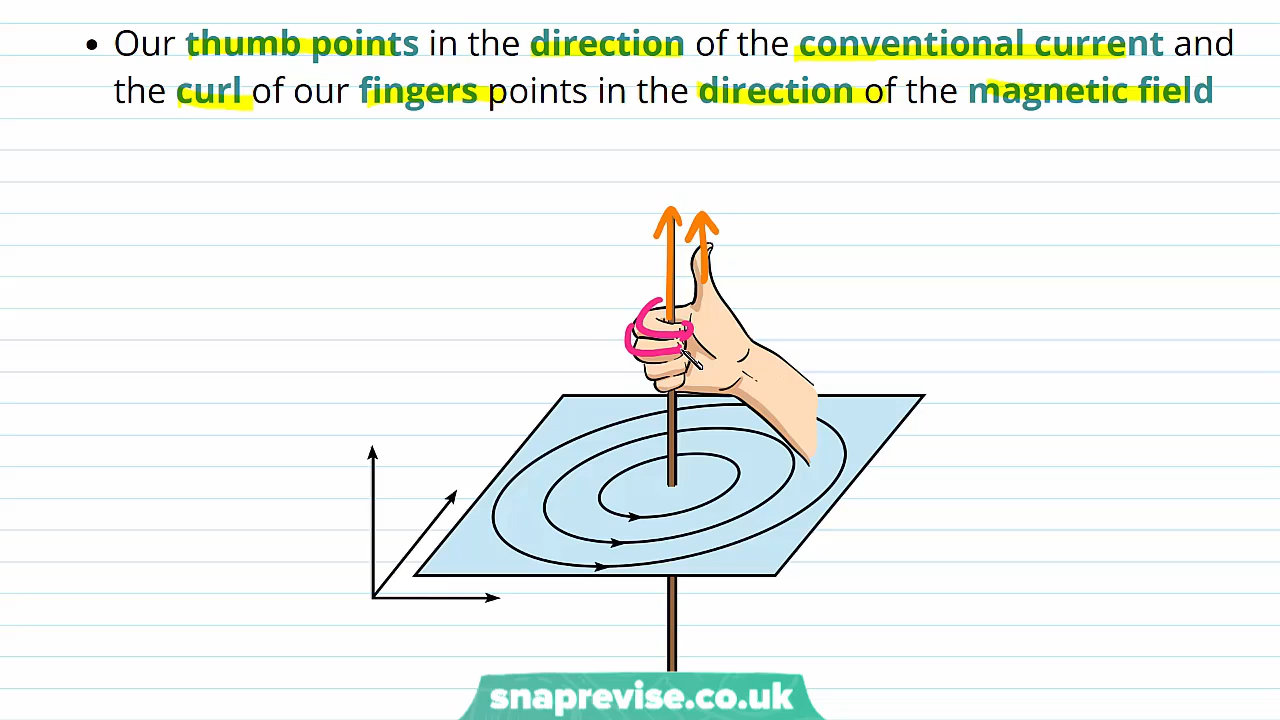 • Our thumb points in the direction of the conventional current and
the curl of our fingers points in the direction of the magnetic field
snaprevise.co.uk